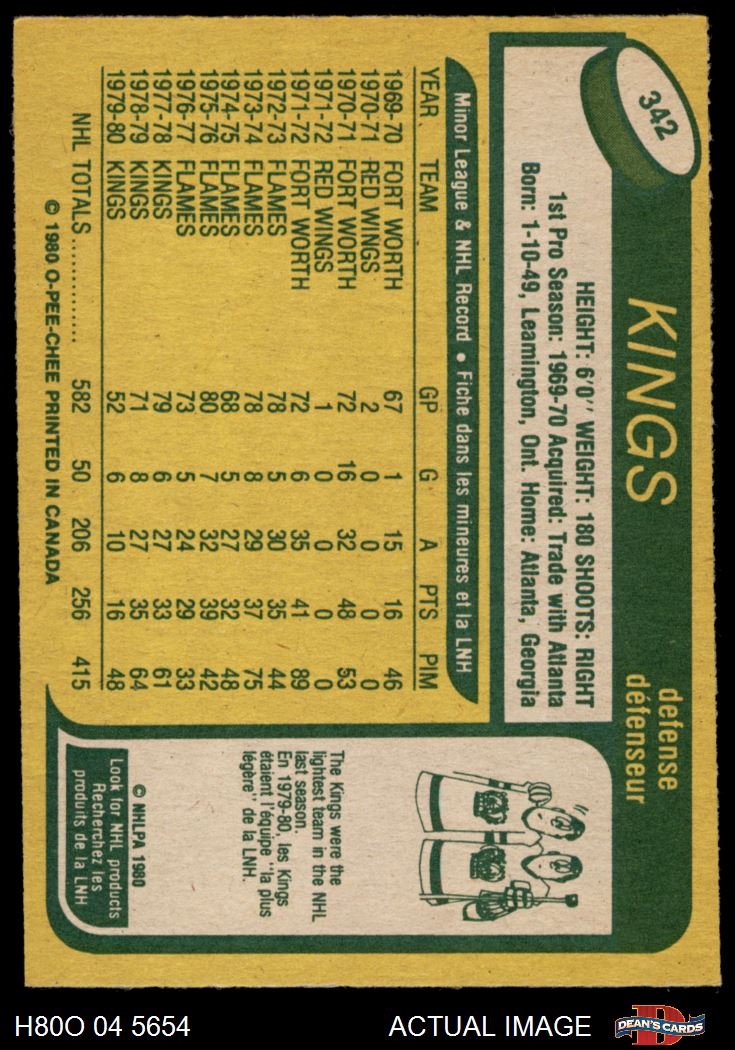 342
KINGS
defense
défenseur
HEIGHT: 6'0" WEIGHT: 180 SHOOTS: RIGHT
1st Pro Season: 1969-70 Acquired: Trade with Atlanta
Born: 1-10-49, Leamington, Ont. Home: Atlanta, Georgia
Minor League & NHL Record • Fiche dans les mineures et la LNH
YEAR TEAM GP G A PTS PIM
1969-70 FORT WORTH 67 1 15 16 46
1970-71 RED WINGS 2 0 0 0 0
1970-71 FORT WORTH 72 16 32 48 53
1971-72 RED WINGS 1 0 0 0 0
1971-72 FORT WORTH 72 6 35 41 89
1972-73 FLAMES 78 5 30 35 44
1973-74 FLAMES 78 8 29 37 75
1974-75 FLAMES 68 5 27 32 48
1975-76 FLAMES 80 7 32 39 42
1976-77 FLAMES 73 5 24 29 33
1977-78 KINGS 79 6 27 33 61
1978-79 KINGS 71 8 27 35 64
1979-80 KINGS 52 6 10 16 48
NHL TOTALS .............. 582 50 206 256 415
© 1980 O-PEE-CHEE PRINTED IN CANADA
The Kings were the
lightest team in the NHL
last season.
En 1979-80, les Kings
étaient l'équipe "la plus
légère" de la LNH.
© NHLPA 1980
Look for NHL products
Recherchez les
produits de la LNH
H80O 04 5654
ACTUAL IMAGE
D
DEAN'S CARDS